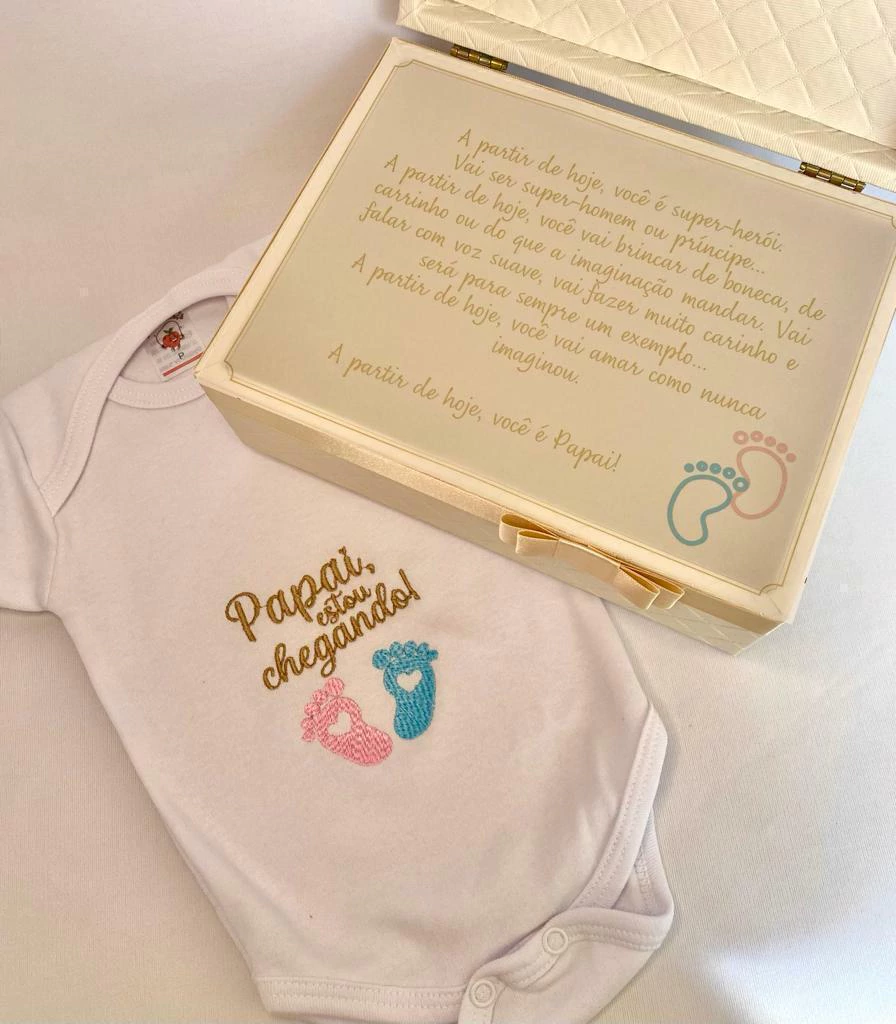 A partir de hoje, você é super-herói.
Vai ser super-homem ou príncipe...
A partir de hoje, você vai brincar de boneca, de
carrinho ou do que a imaginação mandar. Vai
falar com voz suave, vai fazer muito carinho e
será para sempre um exemplo...
A partir de hoje, você vai amar como nunca
imaginou.
A partir de hoje, você é Papai!
P
Papai,
estou
chegando!